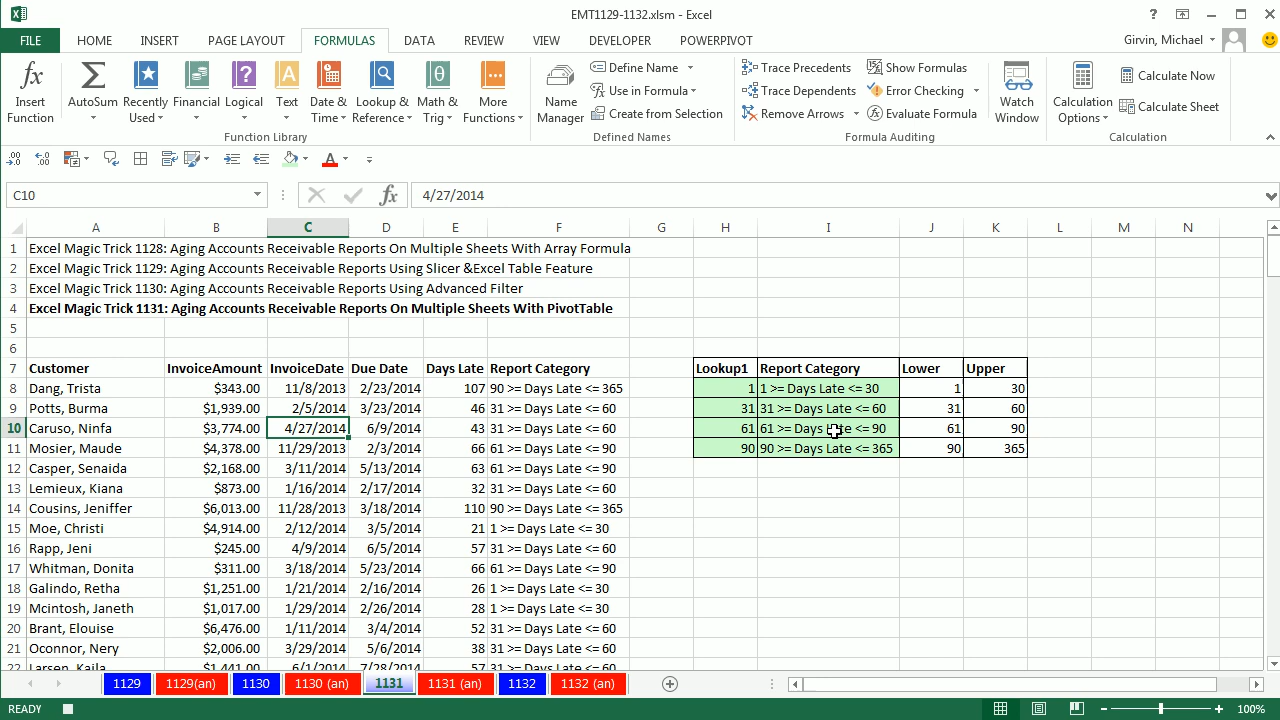 EMT1129-1132.xlsm - Excel
FILE HOME INSERT PAGE LAYOUT FORMULAS DATA REVIEW VIEW DEVELOPER POWERPIVOT Girvin, Michael
Insert Function
AutoSum
Recently Used
Financial
Logical
Text
Date & Time
Lookup & Reference
Math & Trig
More Functions
Function Library
Name Manager
Define Name
Use in Formula
Create from Selection
Defined Names
Trace Precedents
Trace Dependents
Remove Arrows
Show Formulas
Error Checking
Evaluate Formula
Formula Auditing
Watch Window
Calculation Options
Calculate Now
Calculate Sheet
Calculation
C10 fx 4/27/2014
A B C D E F G H I J K L M N
1 Excel Magic Trick 1128: Aging Accounts Receivable Reports On Multiple Sheets With Array Formula
2 Excel Magic Trick 1129: Aging Accounts Receivable Reports Using Slicer &Excel Table Feature
3 Excel Magic Trick 1130: Aging Accounts Receivable Reports Using Advanced Filter
4 Excel Magic Trick 1131: Aging Accounts Receivable Reports On Multiple Sheets With PivotTable
5
6
7 Customer InvoiceAmount InvoiceDate Due Date Days Late Report Category Lookup1 Report Category Lower Upper
8 Dang, Trista $343.00 11/8/2013 2/23/2014 107 90 >= Days Late <= 365 1 1 >= Days Late <= 30 1 30
9 Potts, Burma $1,939.00 2/5/2014 3/23/2014 46 31 >= Days Late <= 60 31 31 >= Days Late <= 60 31 60
10 Caruso, Ninfa $3,774.00 4/27/2014 6/9/2014 43 31 >= Days Late <= 60 61 61 >= Days Late <= 90 61 90
11 Mosier, Maude $4,378.00 11/29/2013 2/3/2014 66 61 >= Days Late <= 90 90 90 >= Days Late <= 365 90 365
12 Casper, Senaida $2,168.00 3/11/2014 5/13/2014 63 61 >= Days Late <= 90
13 Lemieux, Kiana $873.00 1/16/2014 2/17/2014 32 31 >= Days Late <= 60
14 Cousins, Jeniffer $6,013.00 11/28/2013 3/18/2014 110 90 >= Days Late <= 365
15 Moe, Christi $4,914.00 2/12/2014 3/5/2014 21 1 >= Days Late <= 30
16 Rapp, Jeni $245.00 4/9/2014 6/5/2014 57 31 >= Days Late <= 60
17 Whitman, Donita $311.00 3/18/2014 5/23/2014 66 61 >= Days Late <= 90
18 Galindo, Retha $1,251.00 1/21/2014 2/16/2014 26 1 >= Days Late <= 30
19 Mcintosh, Janeth $1,017.00 1/29/2014 2/26/2014 28 1 >= Days Late <= 30
20 Brant, Elouise $6,476.00 1/11/2014 3/4/2014 52 31 >= Days Late <= 60
21 Oconnor, Nery $2,006.00 3/29/2014 5/6/2014 38 31 >= Days Late <= 60
22 Larsen, Kaila $1,441.00 6/1/2014 7/28/2014 57 31 >= Days Late <= 60
1129 1129(an) 1130 1130 (an) 1131 1131 (an) 1132 1132 (an)
READY 100%